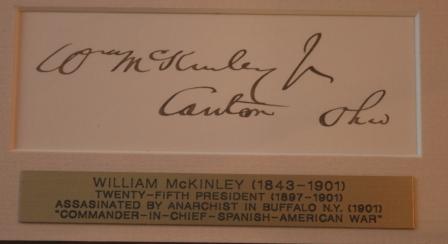 Wm McKinley Jr
Canton Ohio
WILLIAM McKINLEY (1843-1901)
TWENTY-FIFTH PRESIDENT (1897-1901)
ASSASINATED BY ANARCHIST IN BUFFALO N.Y. (1901)
"COMMANDER-IN-CHIEF-SPANISH-AMERICAN WAR"